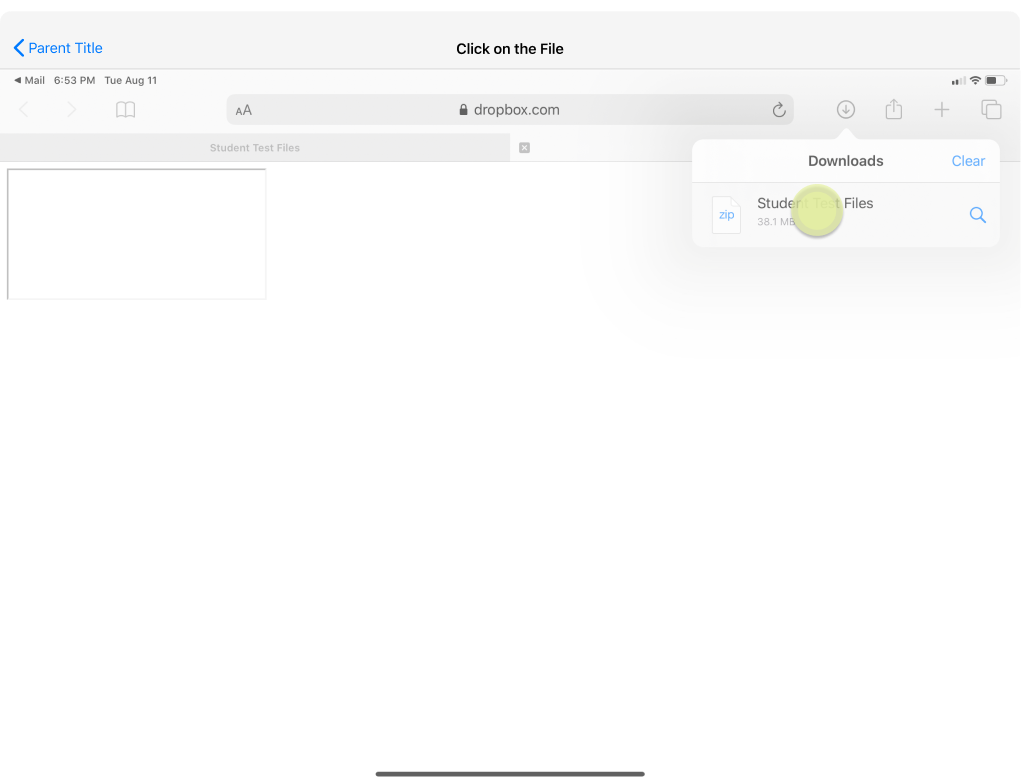 Parent Title
Click on the File
Mail 6:53 PM Tue Aug 11
AA
dropbox.com
Student Test Files
Downloads
Clear
zip
Student Test Files
38.1 MB